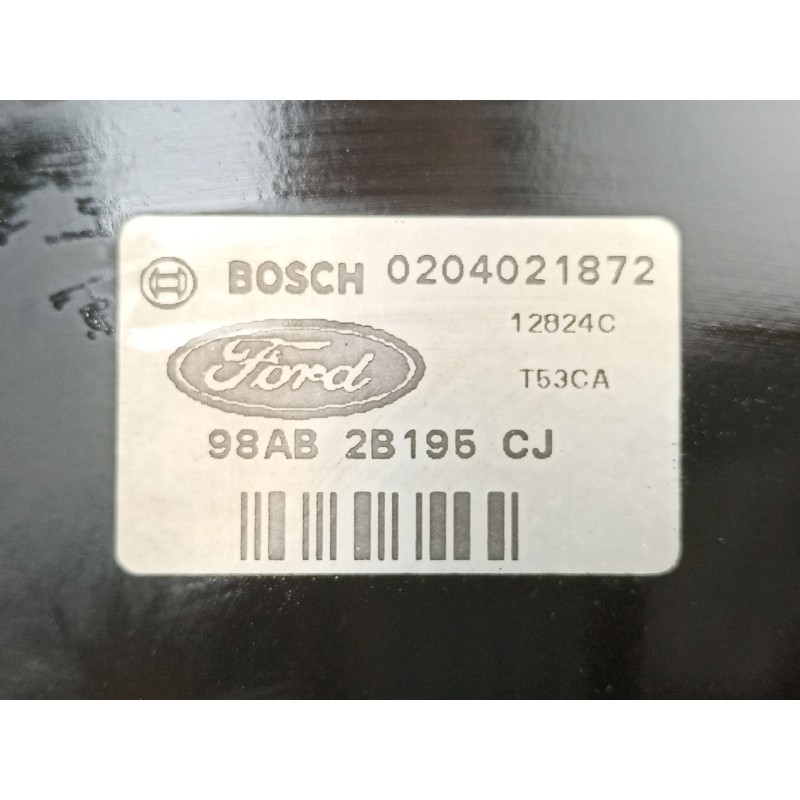 BOSCH 0204021872
12824C
Ford
T53CA
98AB 2B195 CJ